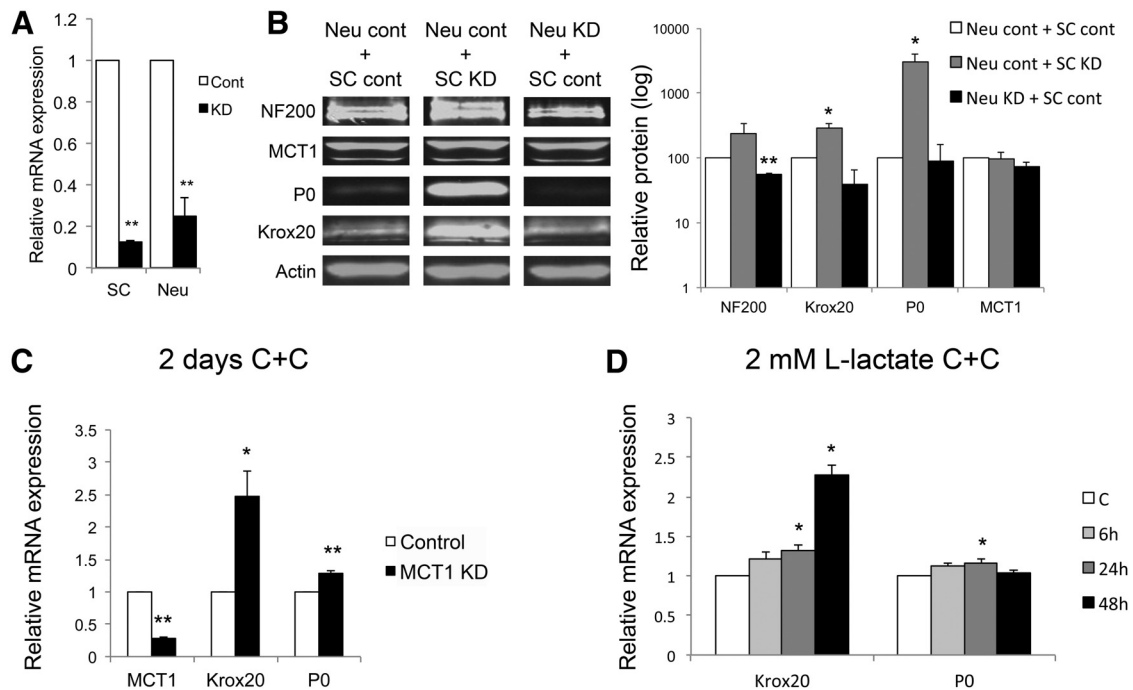 A
Relative mRNA expression
1.2
1
0.8
0.6
0.4
0.2
0
Cont
KD
**
**
SC
Neu
B
Neu cont + SC cont
Neu cont + SC KD
Neu KD + SC cont
NF200
MCT1
P0
Krox20
Actin
Relative protein (log)
10000
1000
100
10
1
Neu cont + SC cont
Neu cont + SC KD
Neu KD + SC cont
**
*
*
NF200
Krox20
P0
MCT1
C
2 days C+C
Relative mRNA expression
3.5
3
2.5
2
1.5
1
0.5
0
**
*
**
Control
MCT1 KD
MCT1
Krox20
P0
D
2 mM L-lactate C+C
Relative mRNA expression
3
2.5
2
1.5
1
0.5
0
*
*
*
C
6h
24h
48h
Krox20
P0